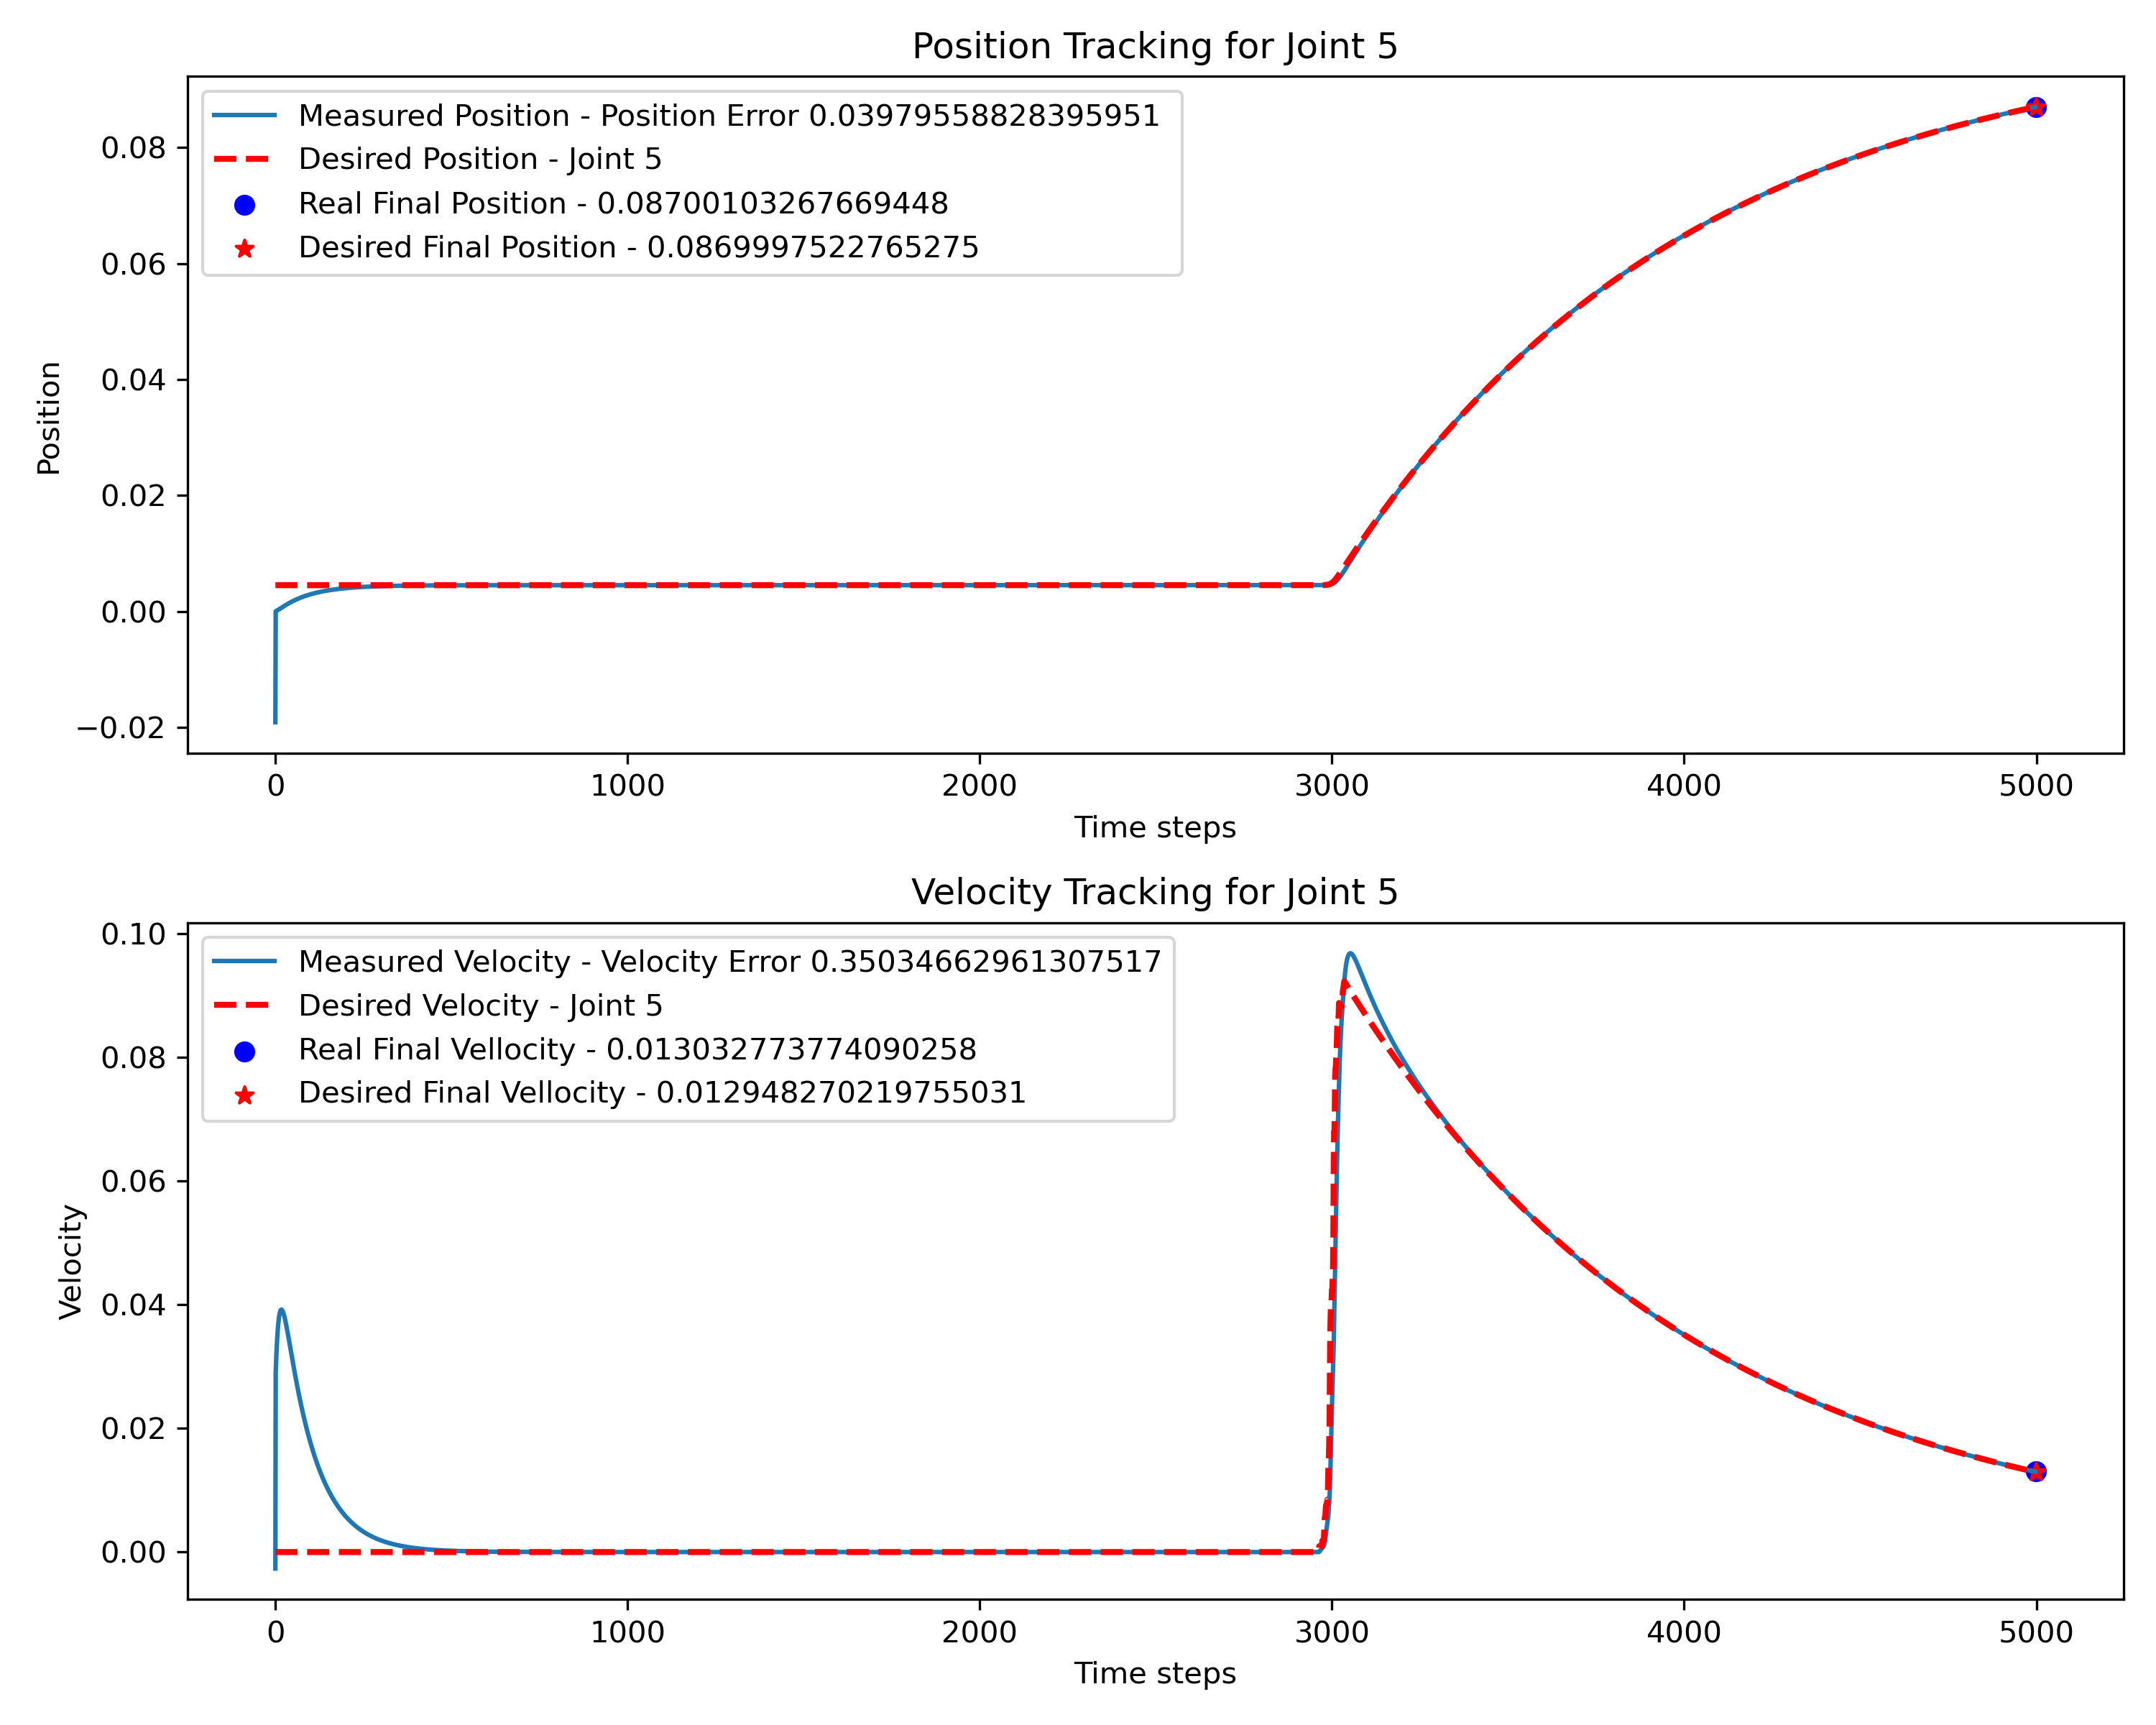 Position Tracking for Joint 5
Measured Position - Position Error 0.03979558828395951
Desired Position - Joint 5
Real Final Position - 0.08700103267669448
Desired Final Position - 0.0869997522765275
Position
0.08
0.06
0.04
0.02
0.00
−0.02
0 1000 2000 3000 4000 5000
Time steps
Velocity Tracking for Joint 5
Measured Velocity - Velocity Error 0.35034662961307517
Desired Velocity - Joint 5
Real Final Vellocity - 0.013032773774090258
Desired Final Vellocity - 0.012948270219755031
Velocity
0.10
0.08
0.06
0.04
0.02
0.00
0 1000 2000 3000 4000 5000
Time steps